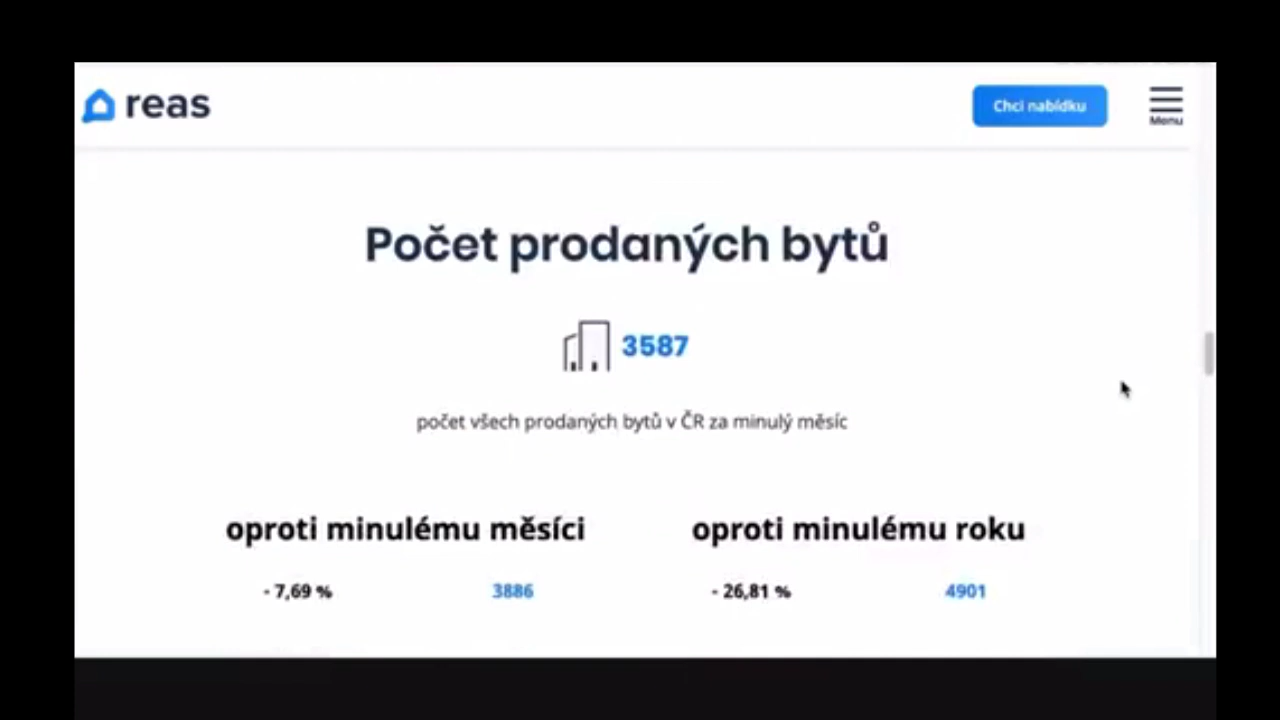 reas
Chci nabídku
Menu
Počet prodaných bytů
3587
počet všech prodaných bytů v ČR za minulý měsíc
oproti minulému měsíci
oproti minulému roku
- 7,69 % 3886
- 26,81 % 4901